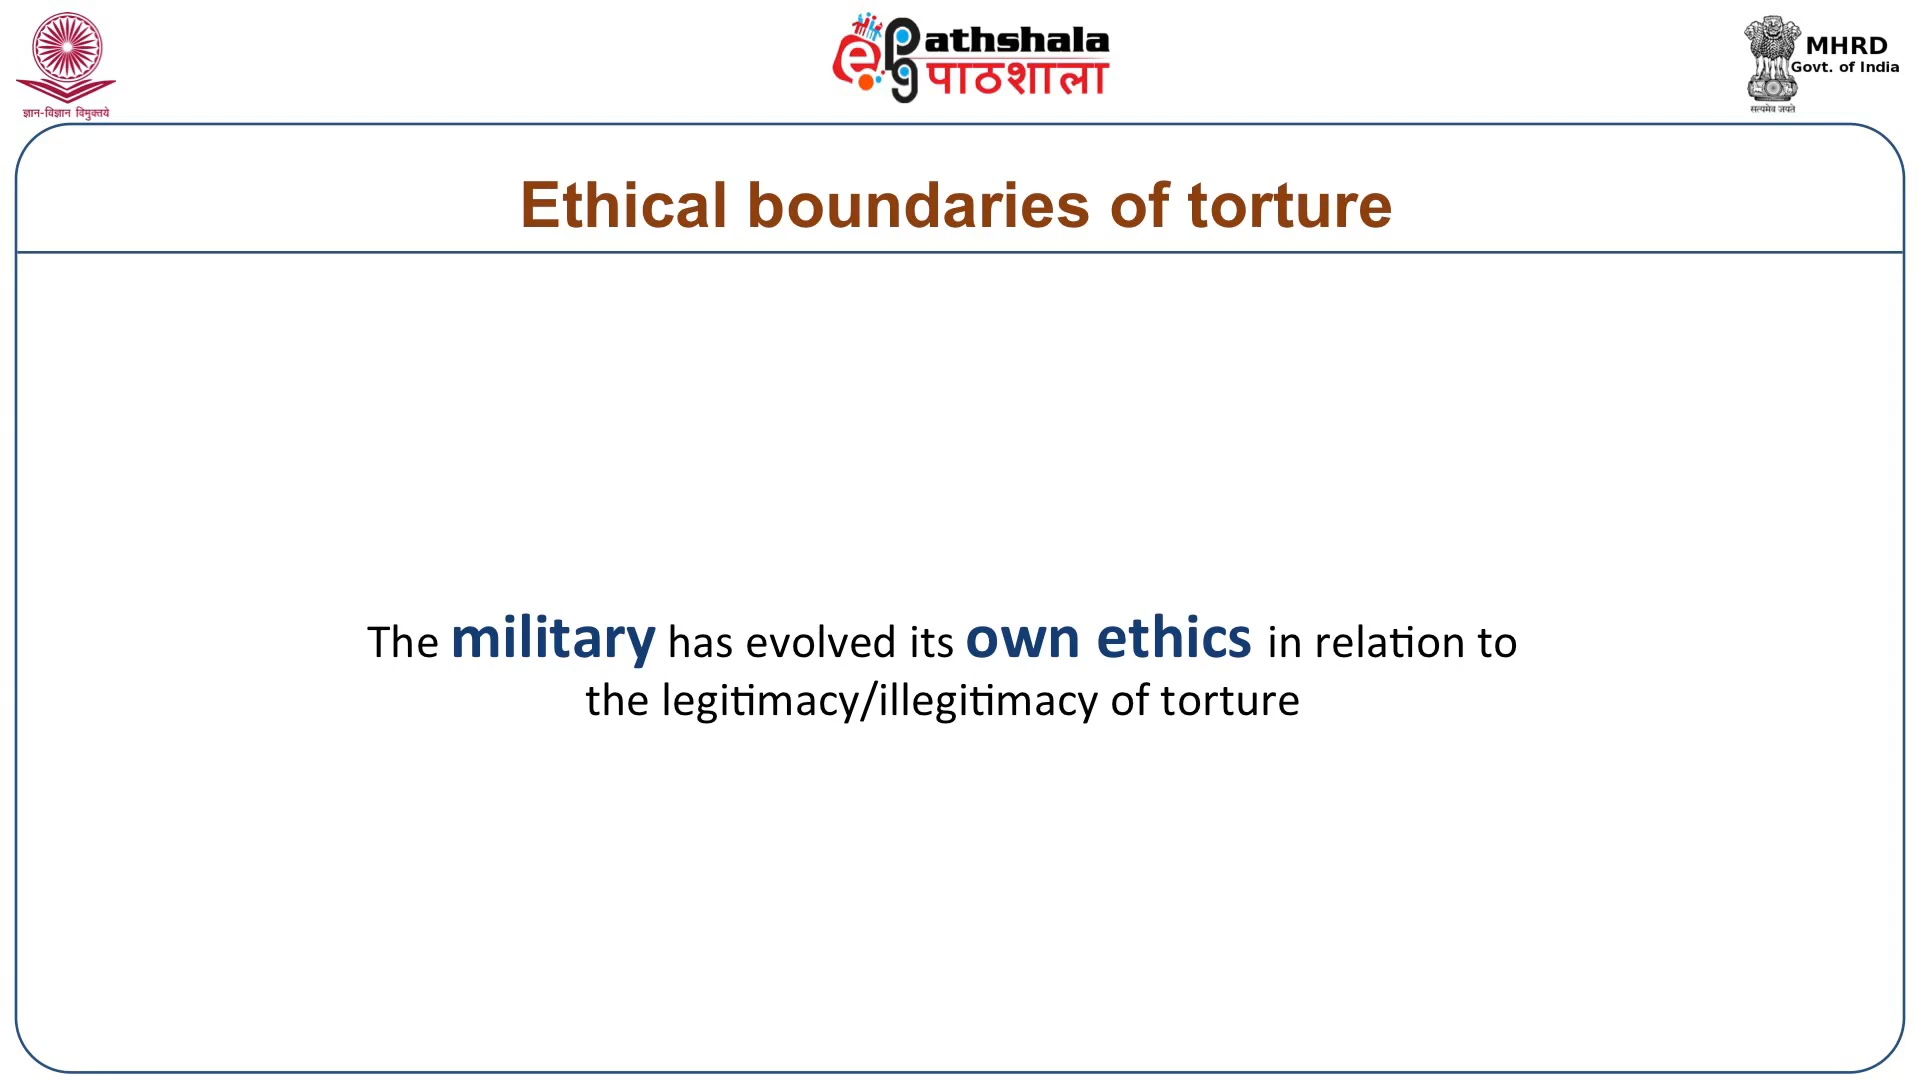 ज्ञान-विज्ञान विमुक्तये
e Pathshala
पाठशाला
MHRD
Govt. of India
सत्यमेव जयते
Ethical boundaries of torture
The military has evolved its own ethics in relation to
the legitimacy/illegitimacy of torture